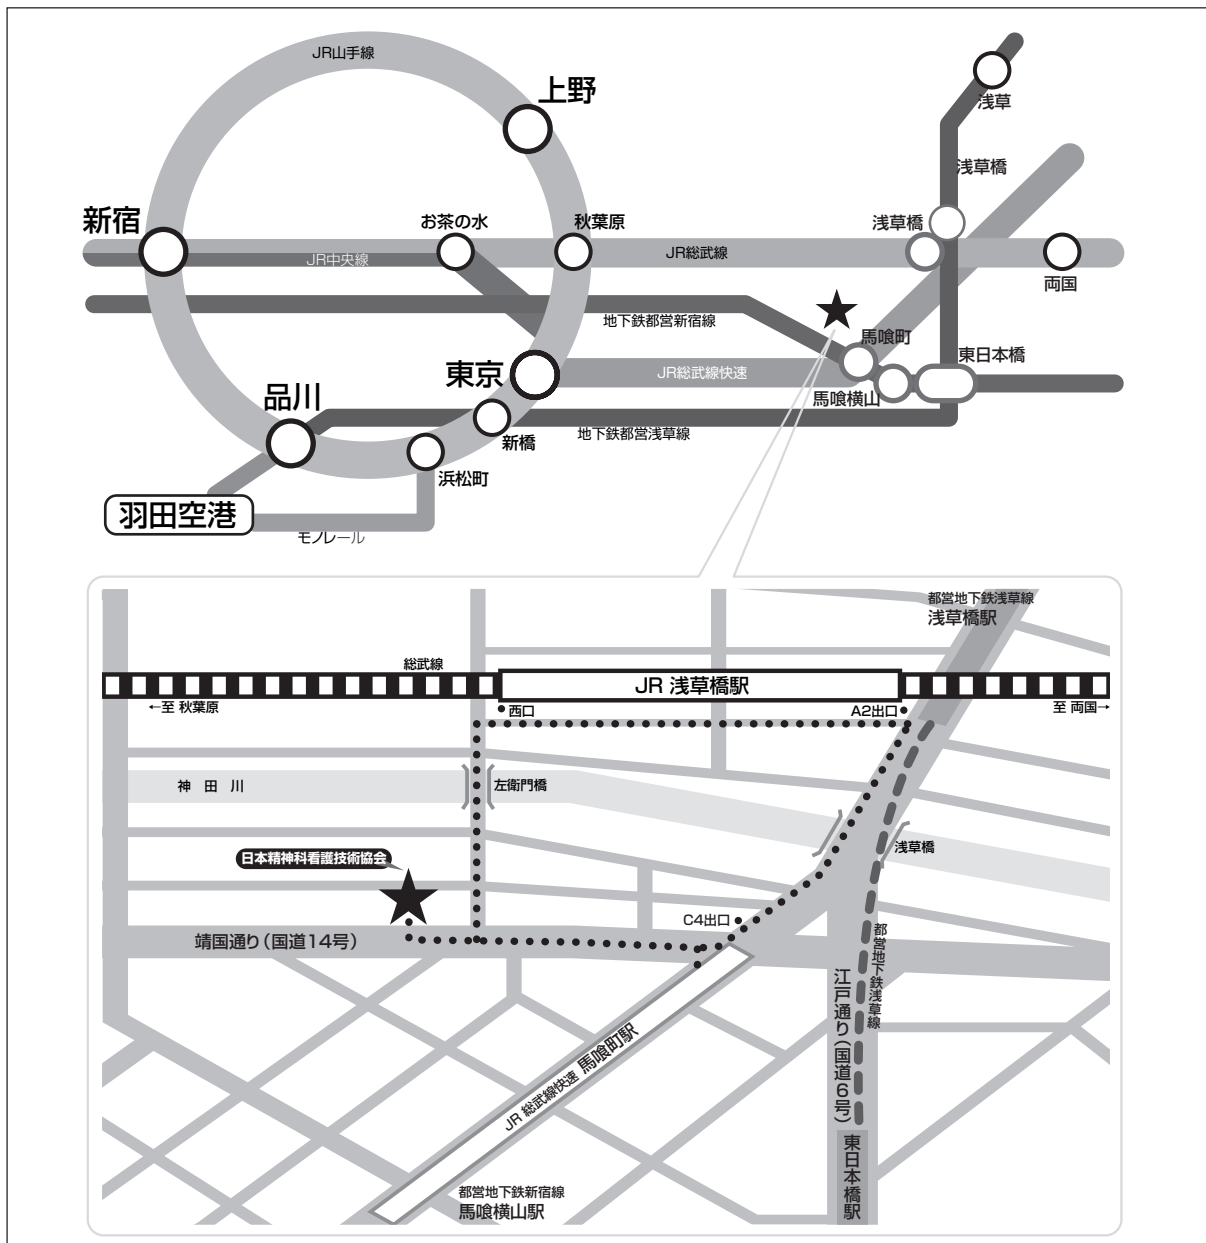 JR山手線
上野
浅草
浅草橋
新宿
お茶の水
秋葉原
浅草橋
JR中央線
JR総武線
両国
地下鉄都営新宿線
馬喰町
東日本橋
東京
JR総武線快速
馬喰横山
品川
新橋
地下鉄都営浅草線
浜松町
羽田空港
モノレール
都営地下鉄浅草線
浅草橋駅
総武線
JR 浅草橋駅
←至 秋葉原
西口
A2出口
至 両国→
神田川
左衛門橋
浅草橋
日本精神科看護技術協会
C4出口
靖国通り(国道14号)
都営地下鉄浅草線
江戸通り(国道6号)
JR 総武線快速 馬喰町駅
東日本橋駅
都営地下鉄新宿線
馬喰横山駅